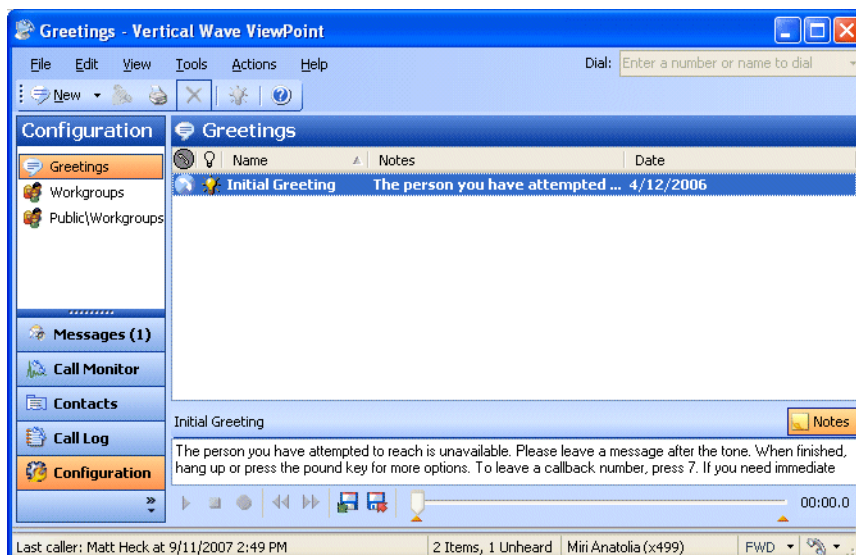 Greetings - Vertical Wave ViewPoint
File Edit View Tools Actions Help Dial: Enter a number or name to dial
New
Configuration
Greetings
Workgroups
Public\Workgroups
Messages (1)
Call Monitor
Contacts
Call Log
Configuration
Greetings
Name Notes Date
Initial Greeting The person you have attempted ... 4/12/2006
Initial Greeting Notes
The person you have attempted to reach is unavailable. Please leave a message after the tone. When finished,
hang up or press the pound key for more options. To leave a callback number, press 7. If you need immediate
00:00.0
Last caller: Matt Heck at 9/11/2007 2:49 PM 2 Items, 1 Unheard Miri Anatolia (x499) FWD